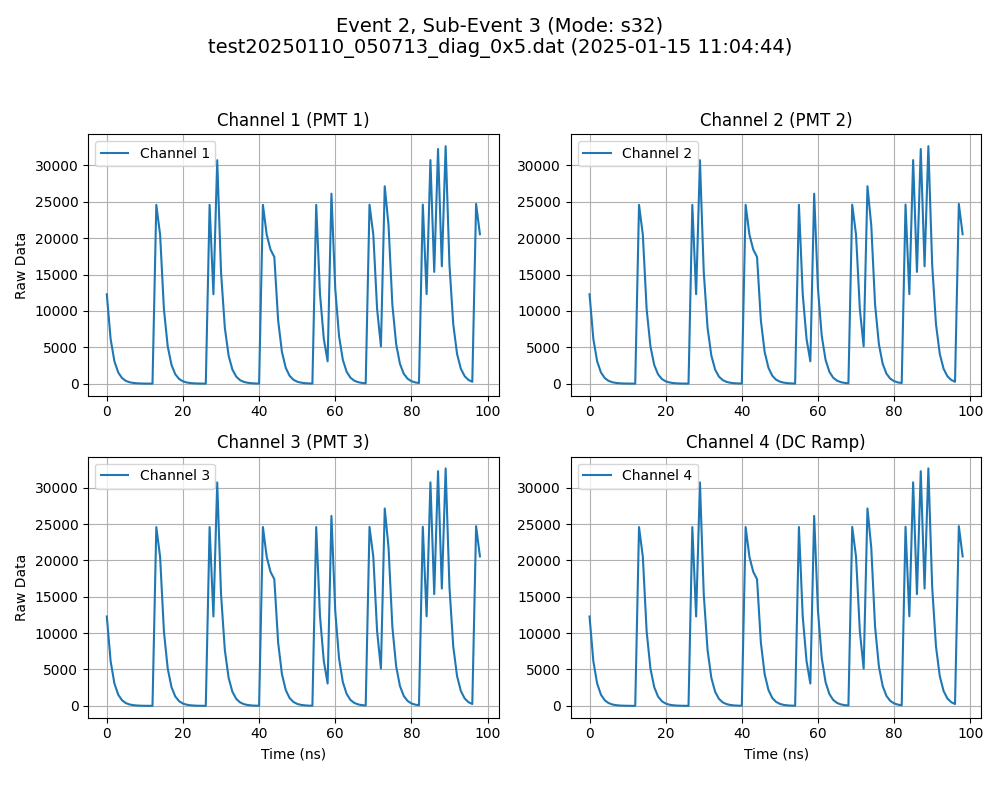 Event 2, Sub-Event 3 (Mode: s32)
test20250110_050713_diag_0x5.dat (2025-01-15 11:04:44)
Channel 1 (PMT 1)
Channel 1
Raw Data
30000
25000
20000
15000
10000
5000
0
0 20 40 60 80 100
Channel 2 (PMT 2)
Channel 2
30000
25000
20000
15000
10000
5000
0
0 20 40 60 80 100
Channel 3 (PMT 3)
Channel 3
Raw Data
30000
25000
20000
15000
10000
5000
0
0 20 40 60 80 100
Time (ns)
Channel 4 (DC Ramp)
Channel 4
30000
25000
20000
15000
10000
5000
0
0 20 40 60 80 100
Time (ns)